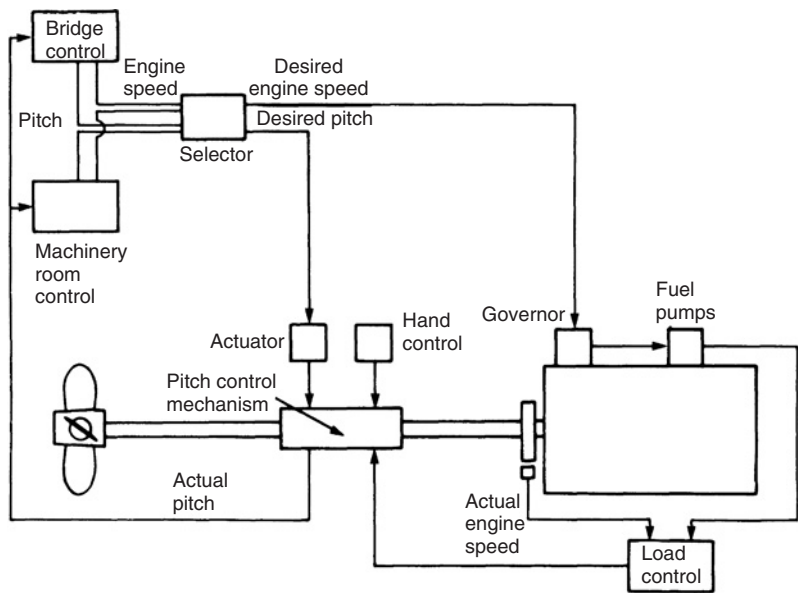 Bridge
control
Engine
speed
Desired
engine speed
Pitch
Desired pitch
Selector
Machinery
room
control
Actuator
Hand
control
Governor
Fuel
pumps
Pitch control
mechanism
Actual
pitch
Actual
engine
speed
Load
control